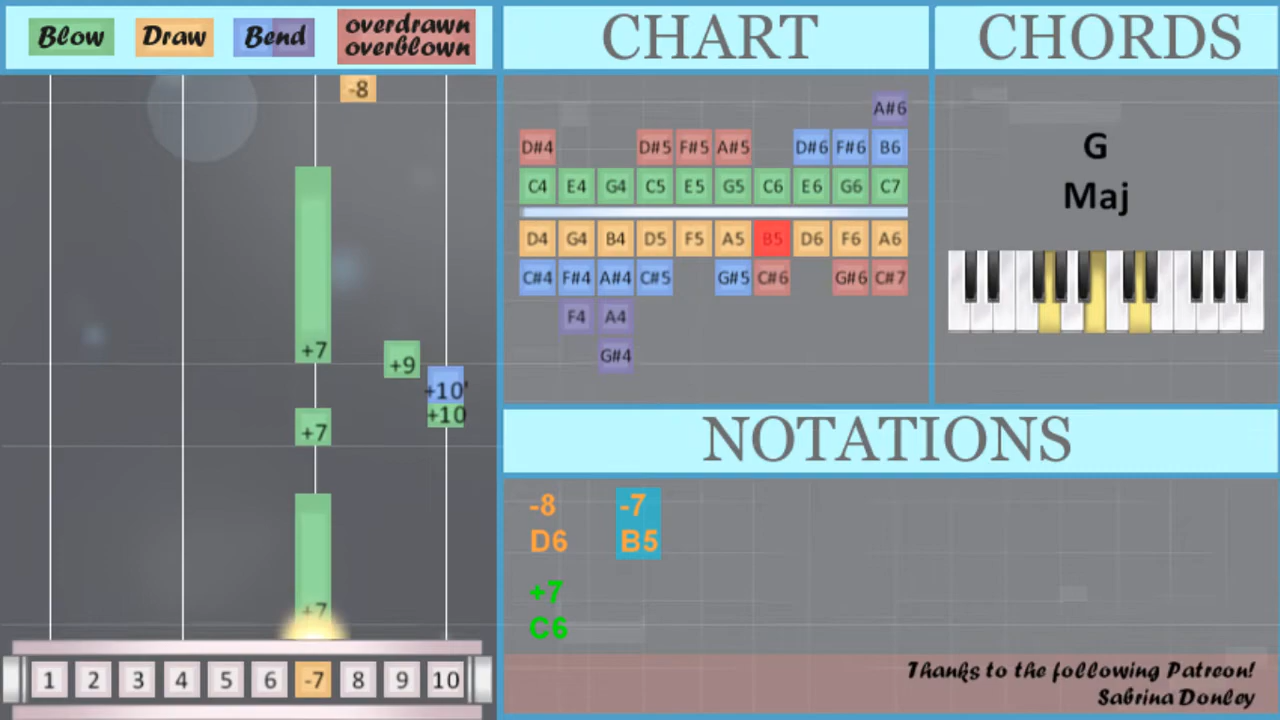 Blow Draw Bend overdrawn
overblown
CHART
CHORDS
-8
+7
+9
+10'
+10
+7
+7
1 2 3 4 5 6 -7 8 9 10
A#6
D#4 D#5 F#5 A#5 D#6 F#6 B6
C4 E4 G4 C5 E5 G5 C6 E6 G6 C7
D4 G4 B4 D5 F5 A5 B5 D6 F6 A6
C#4 F#4 A#4 C#5 G#5 C#6 G#6 C#7
F4 A4
G#4
G
Maj
NOTATIONS
-8 -7
D6 B5
+7
C6
Thanks to the following Patreon!
Sabrina Donley